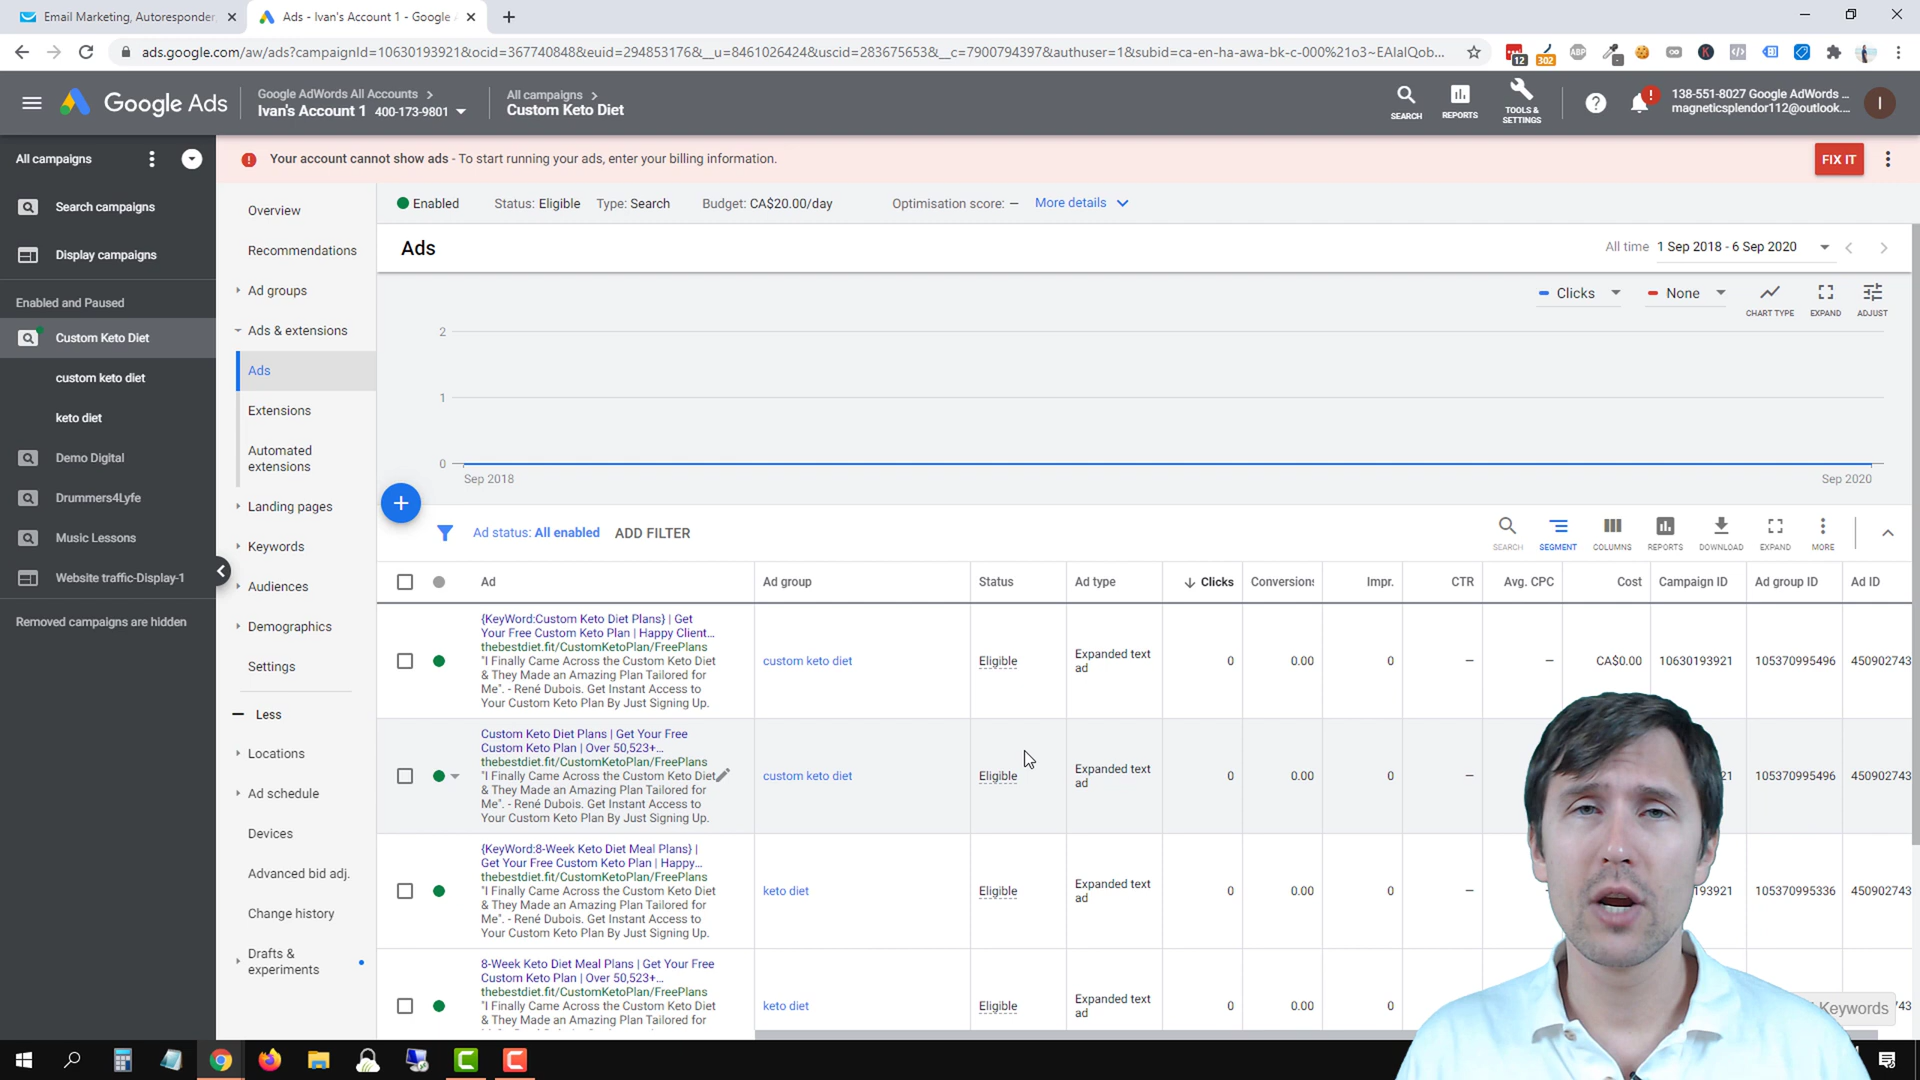 Email Marketing, Autoresponder
Ads - Ivan's Account 1 - Google
ads.google.com/aw/ads?campaignId=10630193921&ocid=367740848&euid=294853176&__u=8461026424&uscid=283675653&__c=7900794397&authuser=1&subid=ca-en-ha-awa-bk-c-000%21o3~EAIaIQob...
12
302
ABP
Google Ads
Google AdWords All Accounts
Ivan's Account 1 400-173-9801
All campaigns
Custom Keto Diet
SEARCH
REPORTS
TOOLS & SETTINGS
138-551-8027 Google AdWords ...
magneticsplendor112@outlook...
I
All campaigns
Search campaigns
Display campaigns
Enabled and Paused
Custom Keto Diet
custom keto diet
keto diet
Demo Digital
Drummers4Lyfe
Music Lessons
Website traffic-Display-1
Removed campaigns are hidden
Your account cannot show ads - To start running your ads, enter your billing information.
FIX IT
Overview
Recommendations
Ad groups
Ads & extensions
Ads
Extensions
Automated
extensions
Landing pages
Keywords
Audiences
Demographics
Settings
Less
Locations
Ad schedule
Devices
Advanced bid adj.
Change history
Drafts &
experiments
Enabled Status: Eligible Type: Search Budget: CA$20.00/day Optimisation score: – More details
Ads
All time 1 Sep 2018 - 6 Sep 2020
Clicks
None
CHART TYPE
EXPAND
ADJUST
2
1
0
Sep 2018
Sep 2020
Ad status: All enabled ADD FILTER
SEARCH
SEGMENT
COLUMNS
REPORTS
DOWNLOAD
EXPAND
MORE
Ad Ad group Status Ad type Clicks Conversions Impr. CTR Avg. CPC Cost Campaign ID Ad group ID Ad ID
{KeyWord:Custom Keto Diet Plans} | Get
Your Free Custom Keto Plan | Happy Client...
thebestdiet.fit/CustomKetoPlan/FreePlans
"I Finally Came Across the Custom Keto Diet
& They Made an Amazing Plan Tailored for
Me". - René Dubois. Get Instant Access to
Your Custom Keto Plan By Just Signing Up.
custom keto diet
Eligible
Expanded text
ad
0 0.00 0 – – CA$0.00 10630193921 105370995496 450902743
Custom Keto Diet Plans | Get Your Free
Custom Keto Plan | Over 50,523+...
thebestdiet.fit/CustomKetoPlan/FreePlans
"I Finally Came Across the Custom Keto Diet
& They Made an Amazing Plan Tailored for
Me". - René Dubois. Get Instant Access to
Your Custom Keto Plan By Just Signing Up.
custom keto diet
Eligible
Expanded text
ad
0 0.00 0 – 21 105370995496 450902743
{KeyWord:8-Week Keto Diet Meal Plans} |
Get Your Free Custom Keto Plan | Happy...
thebestdiet.fit/CustomKetoPlan/FreePlans
"I Finally Came Across the Custom Keto Diet
& They Made an Amazing Plan Tailored for
Me". - René Dubois. Get Instant Access to
Your Custom Keto Plan By Just Signing Up.
keto diet
Eligible
Expanded text
ad
0 0.00 0 – 193921 105370995336 450902743
8-Week Keto Diet Meal Plans | Get Your Free
Custom Keto Plan | Over 50,523+...
thebestdiet.fit/CustomKetoPlan/FreePlans
"I Finally Came Across the Custom Keto Diet
& They Made an Amazing Plan Tailored for
keto diet
Eligible
Expanded text
ad
0 0.00 0 – 743
Keywords